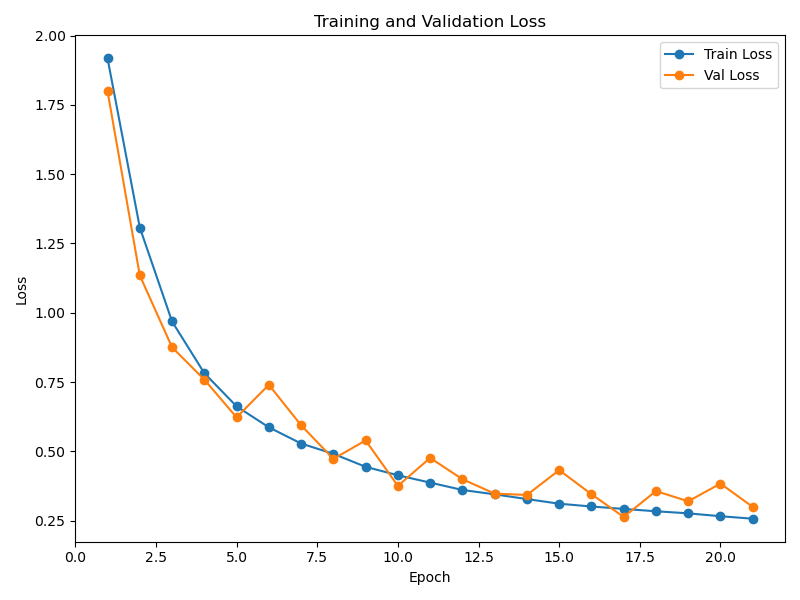 Training and Validation Loss
Train Loss
Val Loss
Loss
2.00
1.75
1.50
1.25
1.00
0.75
0.50
0.25
0.0 2.5 5.0 7.5 10.0 12.5 15.0 17.5 20.0
Epoch